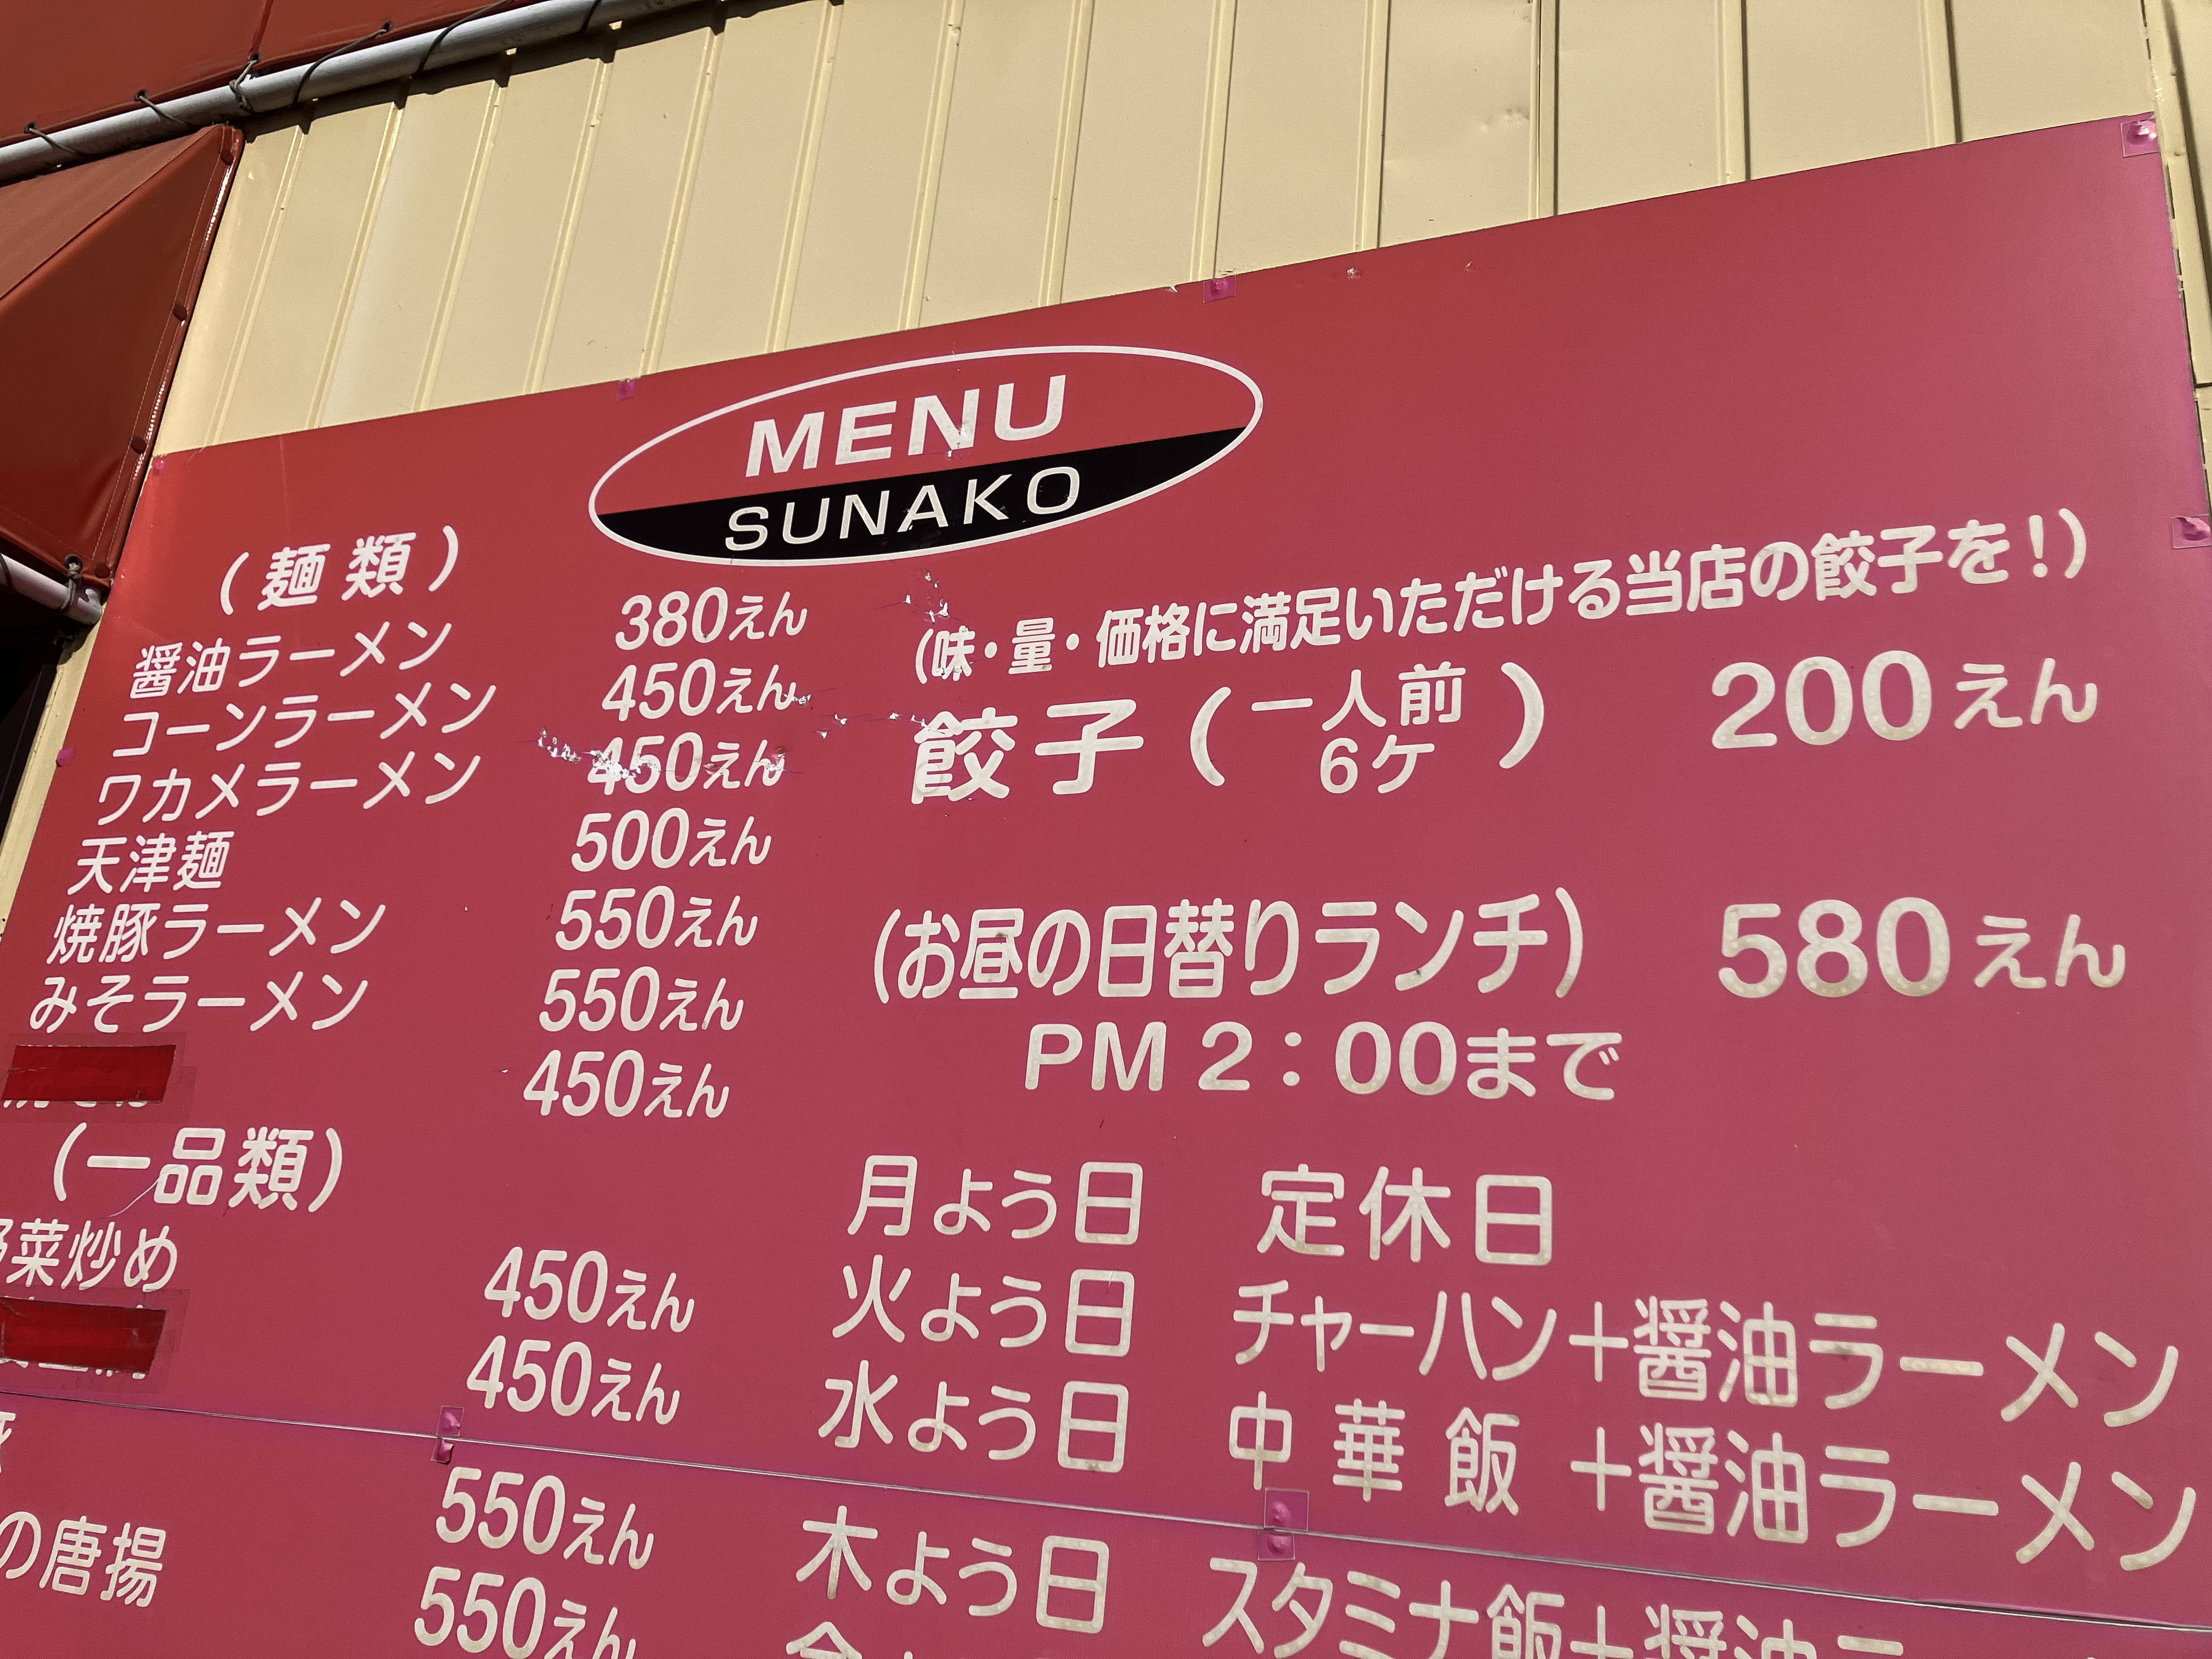 MENU
SUNAKO
(麺類)
醤油ラーメン 380えん
コーンラーメン 450えん
ワカメラーメン 450えん
天津麺 500えん
焼豚ラーメン 550えん
みそラーメン 550えん
450えん
(一品類)
菜炒め 450えん
450えん
550えん
の唐揚 550えん
(味・量・価格に満足いただける当店の餃子を!)
餃子(一人前6ケ) 200えん
(お昼の日替りランチ) 580えん
PM 2:00まで
月よう日 定休日
火よう日 チャーハン+醤油ラーメン
水よう日 中華飯+醤油ラーメン
木よう日 スタミナ飯+醤油ラ